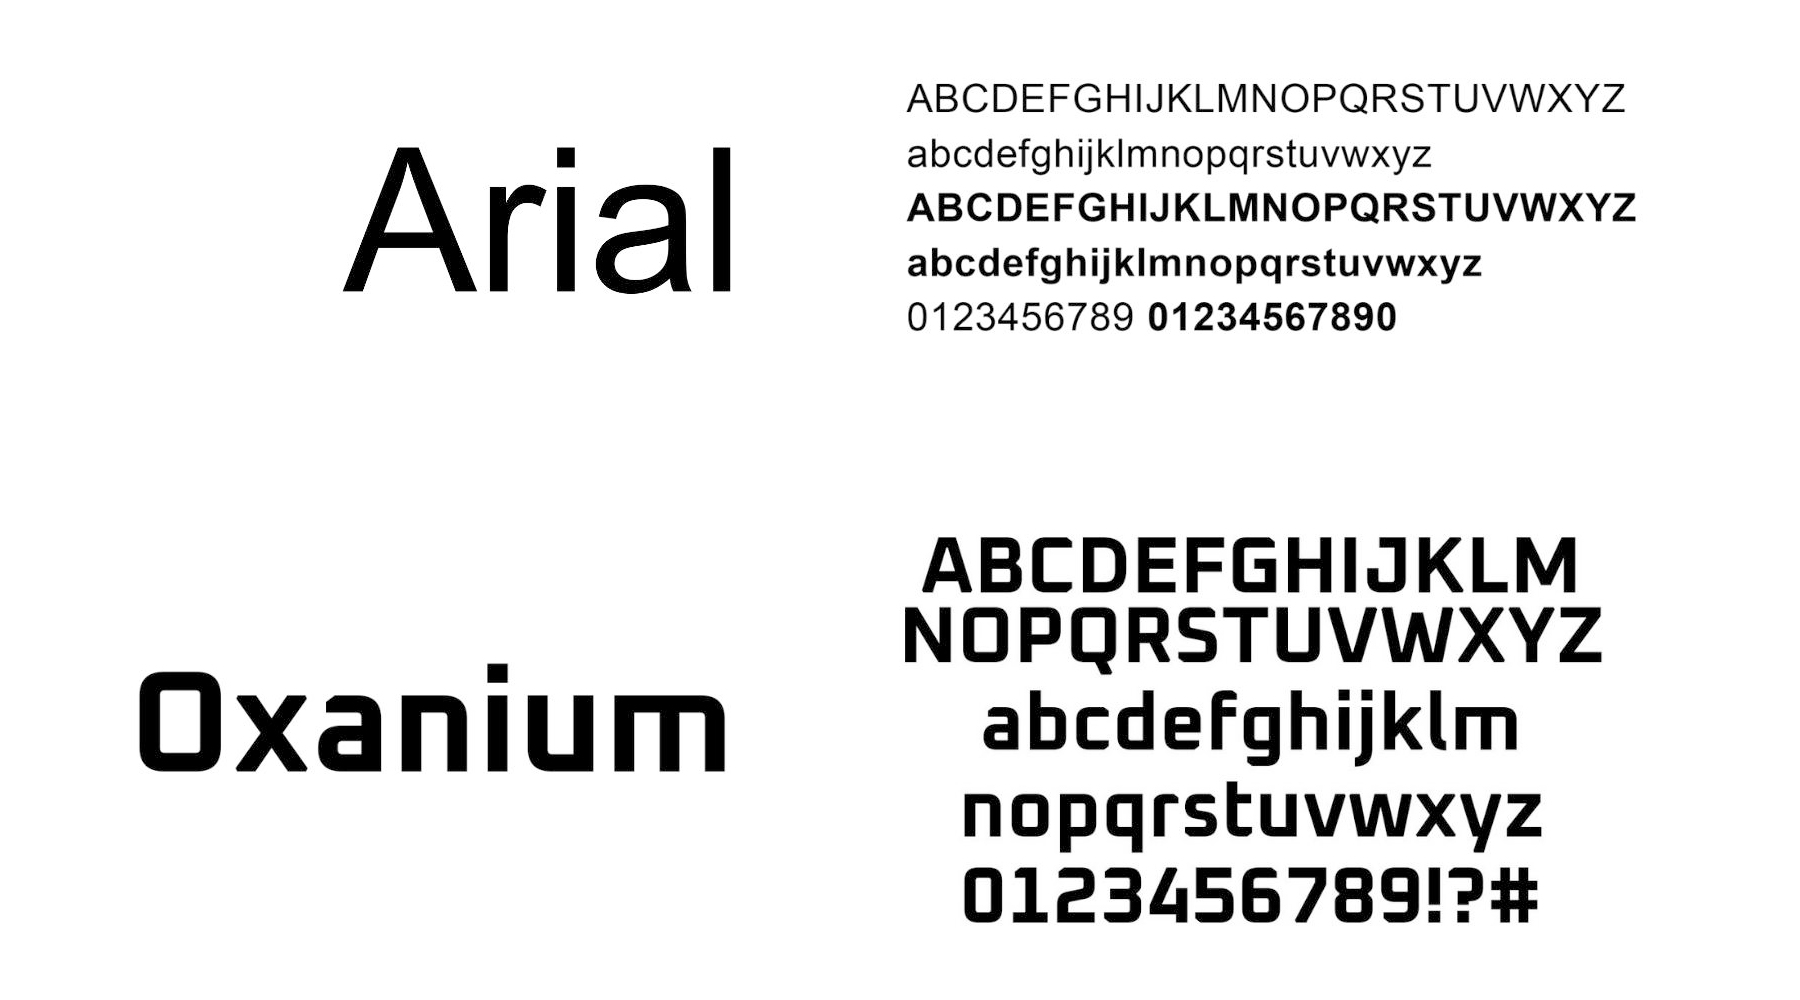 Arial
ABCDEFGHIJKLMNOPQRSTUVWXYZ
abcdefghijklmnopqrstuvwxyz
ABCDEFGHIJKLMNOPQRSTUVWXYZ
abcdefghijklmnopqrstuvwxyz
0123456789 01234567890
Oxanium
ABCDEFGHIJKLM
NOPQRSTUVWXYZ
abcdefghijklm
nopqrstuvwxyz
0123456789!?#